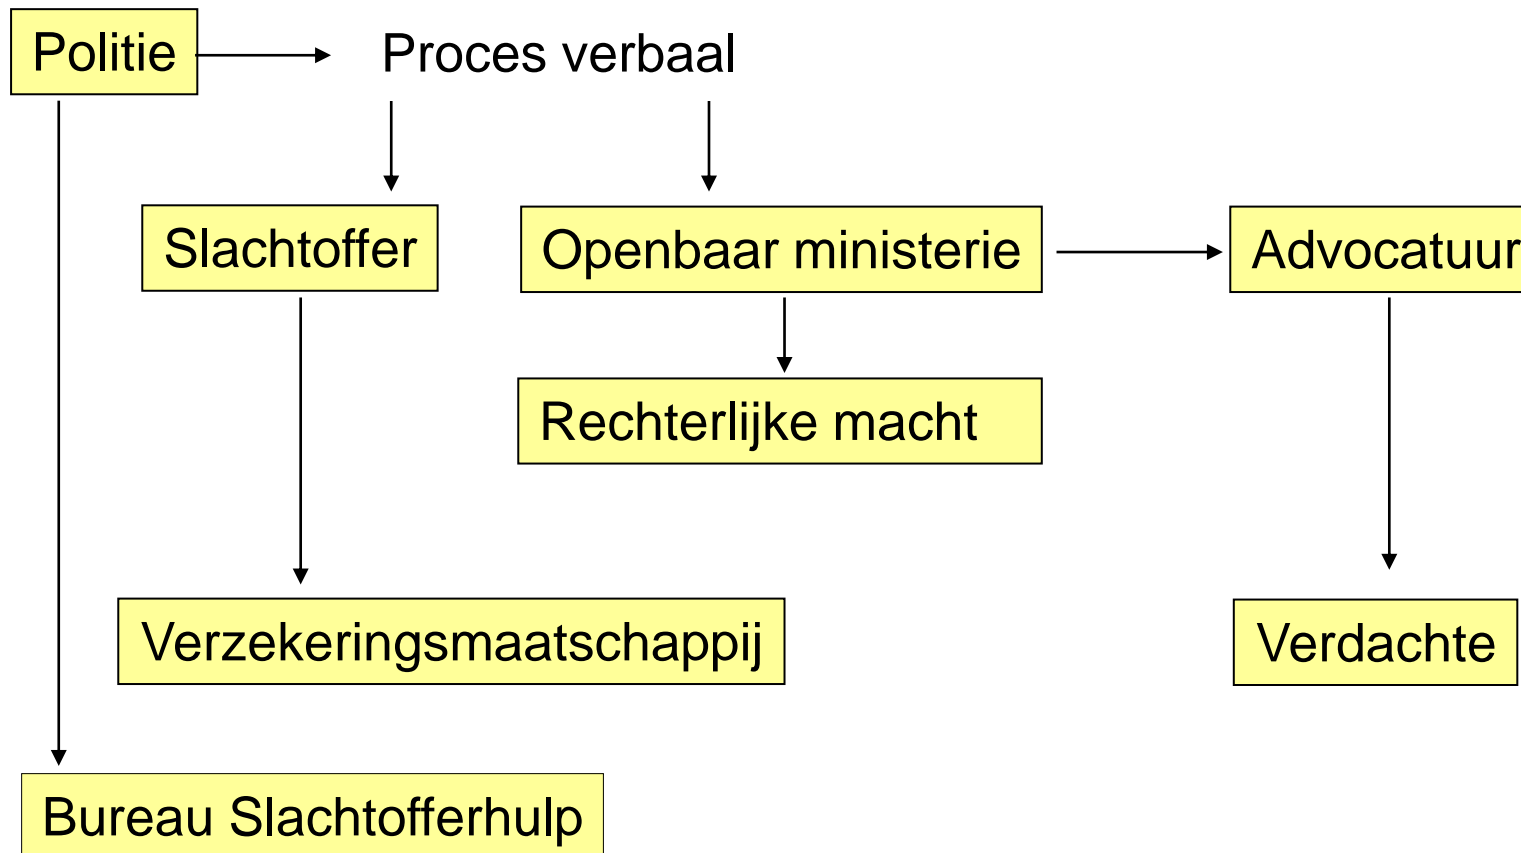 Politie
Proces verbaal
Slachtoffer
Openbaar ministerie
Advocatuur
Rechterlijke macht
Verzekeringsmaatschappij
Verdachte
Bureau Slachtofferhulp